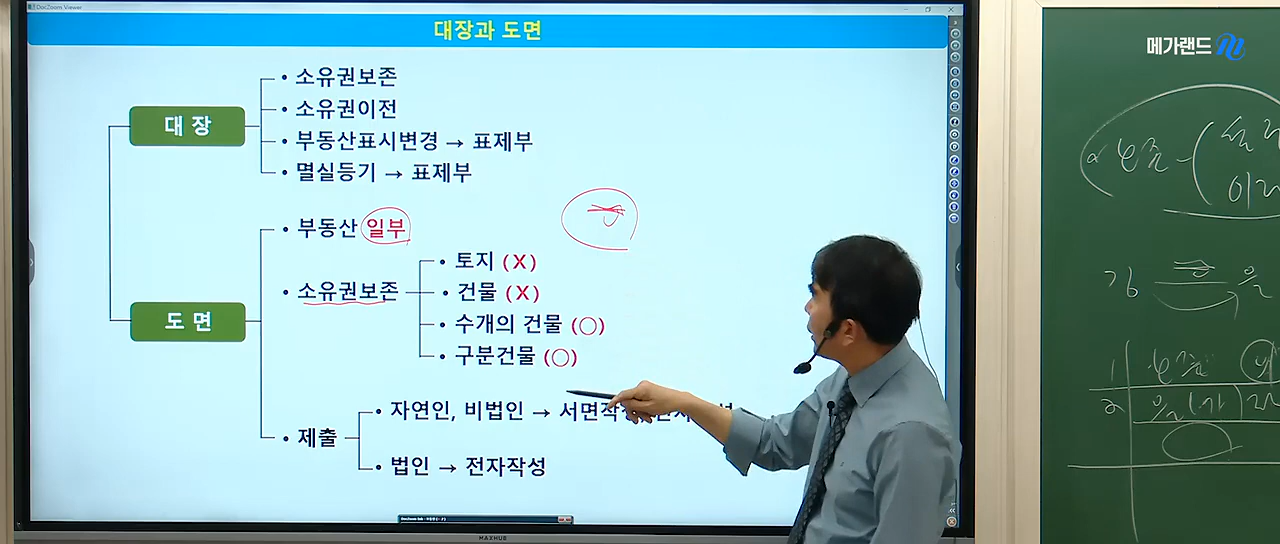 DocZoom Viewer
대장과 도면
메가랜드
대 장
• 소유권보존
• 소유권이전
• 부동산표시변경 → 표제부
• 멸실등기 → 표제부
도 면
• 부동산 일부
• 소유권보존
• 토지 (X)
• 건물 (X)
• 수개의 건물 (○)
• 구분건물 (○)
• 제출
• 자연인, 비법인 → 서면작성
• 법인 → 전자작성
MAXHUB